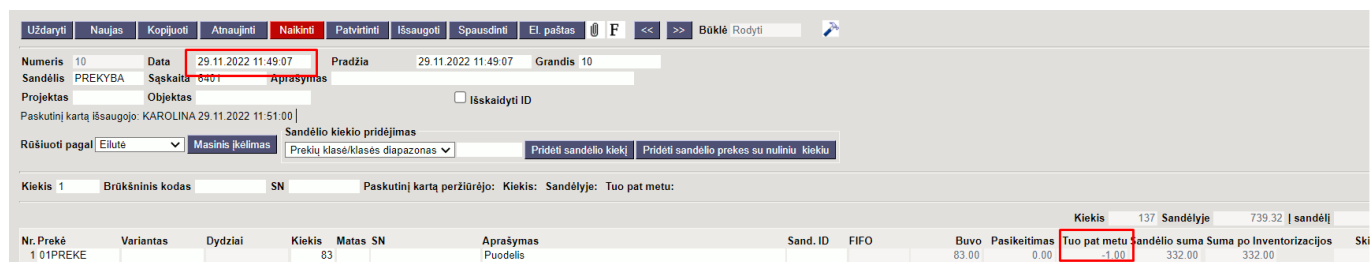 Uždaryti Naujas Kopijuoti Atnaujinti Naikinti Patvirtinti Išsaugoti Spausdinti El. paštas F << >> Būklė Rodyti
Numeris 10 Data 29.11.2022 11:49:07 Pradžia 29.11.2022 11:49:07 Grandis 10
Sandėlis PREKYBA Sąskaita 6401 Aprašymas
Projektas Objektas Išskaidyti ID
Paskutinį kartą išsaugojo: KAROLINA 29.11.2022 11:51:00
Sandėlio kiekio pridėjimas
Rūšiuoti pagal Eilutė Masinis įkėlimas Prekių klasė/klasės diapazonas Pridėti sandėlio kiekį Pridėti sandėlio prekes su nuliniu kiekiu
Kiekis 1 Brūkšninis kodas SN Paskutinį kartą peržiūrėjo: Kiekis: Sandėlyje: Tuo pat metu:
Kiekis 137 Sandėlyje 739.32 Į sandėlį
Nr. Prekė Variantas Dydziai Kiekis Matas SN Aprašymas Sand. ID FIFO Buvo Pasikeitimas Tuo pat metu Sandėlio suma Suma po Inventorizacijos Ski
1 01PREKE 83 Puodelis 83.00 0.00 -1.00 332.00 332.00